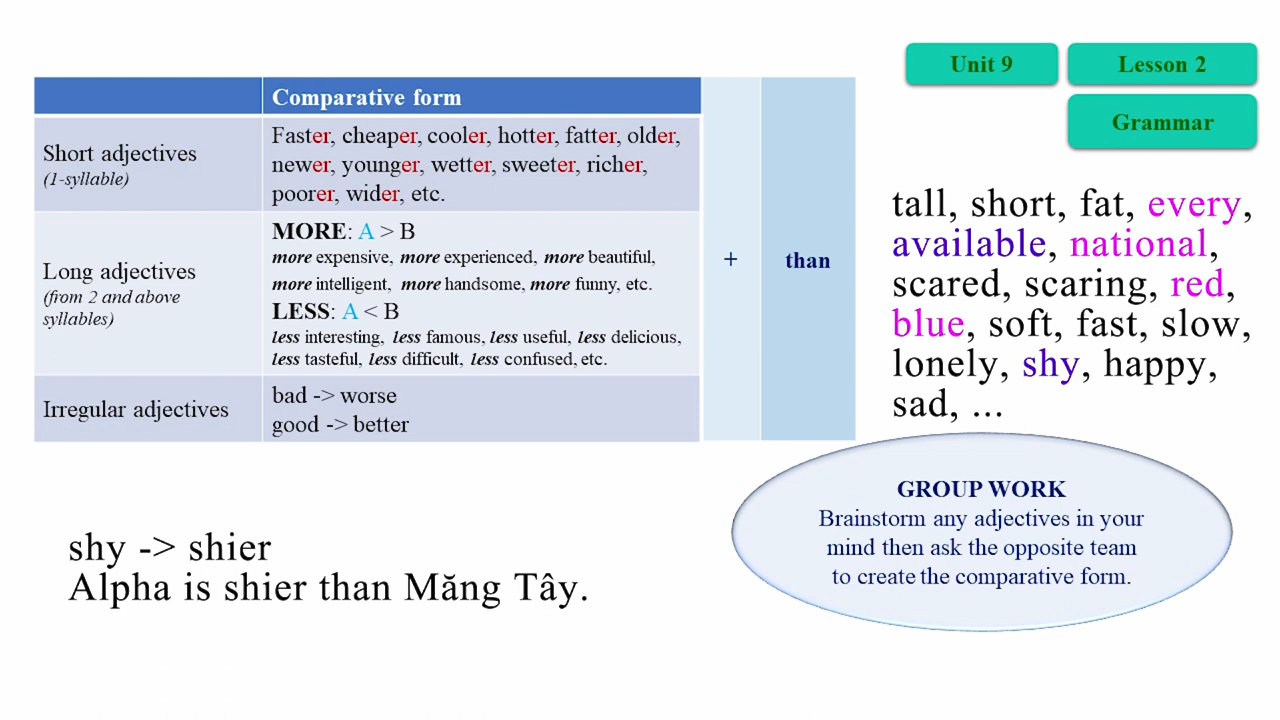 Unit 9
Lesson 2
Grammar
Comparative form
Short adjectives
(1-syllable)
Faster, cheaper, cooler, hotter, fatter, older,
newer, younger, wetter, sweeter, richer,
poorer, wider, etc.
Long adjectives
(from 2 and above
syllables)
MORE: A > B
more expensive, more experienced, more beautiful,
more intelligent, more handsome, more funny, etc.
LESS: A < B
less interesting, less famous, less useful, less delicious,
less tasteful, less difficult, less confused, etc.
Irregular adjectives
bad -> worse
good -> better
+
than
tall, short, fat, every,
available, national,
scared, scaring, red,
blue, soft, fast, slow,
lonely, shy, happy,
sad, ...
GROUP WORK
Brainstorm any adjectives in your
mind then ask the opposite team
to create the comparative form.
shy -> shier
Alpha is shier than Măng Tây.